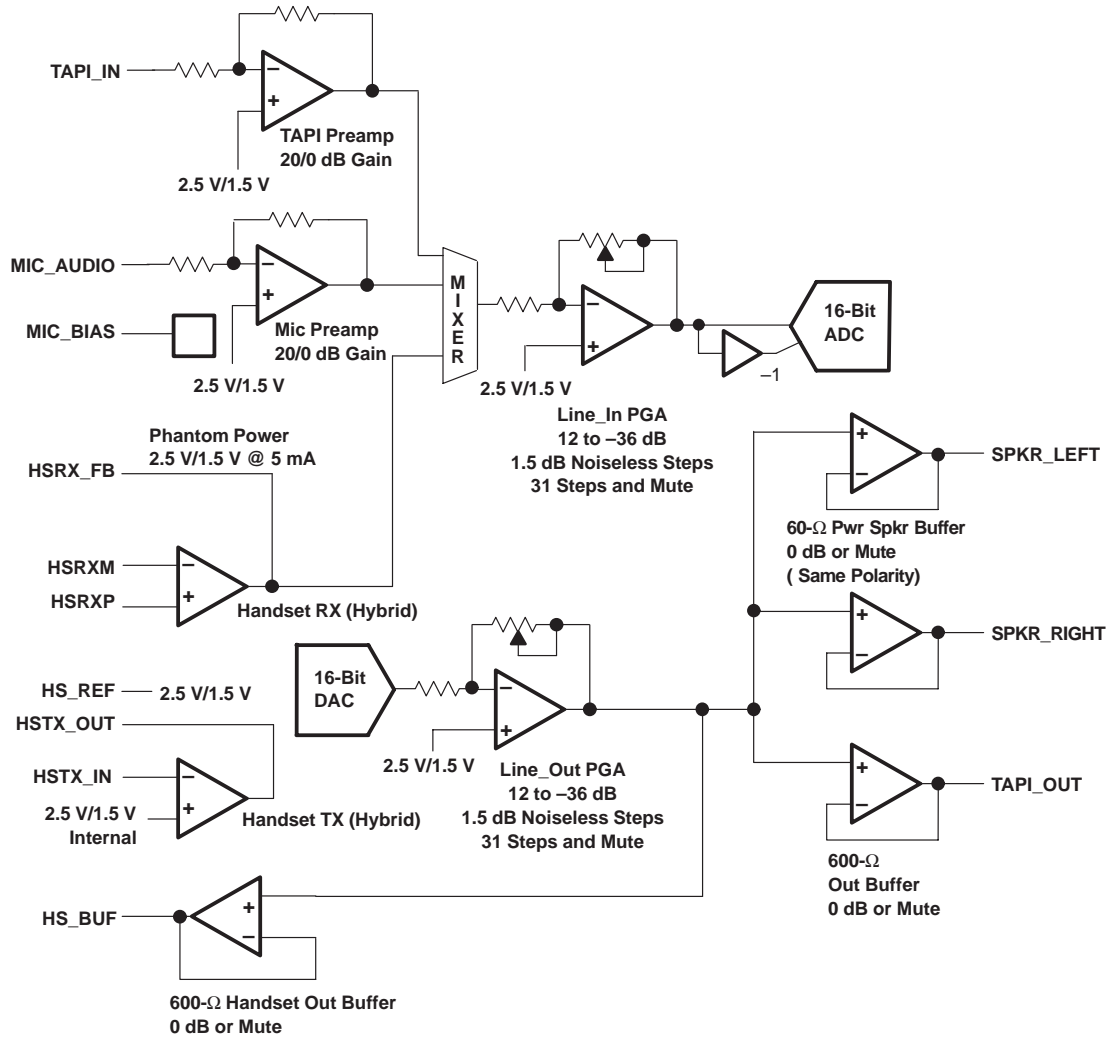 TAPI_IN
−
+
TAPI Preamp
20/0 dB Gain
2.5 V/1.5 V
MIC_AUDIO
−
+
MIC_BIAS
Mic Preamp
20/0 dB Gain
2.5 V/1.5 V
MIXER
−
+
2.5 V/1.5 V
16-Bit
ADC
–1
Line_In PGA
12 to –36 dB
1.5 dB Noiseless Steps
31 Steps and Mute
Phantom Power
2.5 V/1.5 V @ 5 mA
HSRX_FB
HSRXM
−
HSRXP
+
Handset RX (Hybrid)
+
−
SPKR_LEFT
60-Ω Pwr Spkr Buffer
0 dB or Mute
( Same Polarity)
+
−
SPKR_RIGHT
16-Bit
DAC
−
+
2.5 V/1.5 V
Line_Out PGA
12 to –36 dB
1.5 dB Noiseless Steps
31 Steps and Mute
HS_REF
2.5 V/1.5 V
HSTX_OUT
HSTX_IN
−
+
2.5 V/1.5 V
Internal
Handset TX (Hybrid)
+
−
TAPI_OUT
600-Ω
Out Buffer
0 dB or Mute
HS_BUF
+
−
600-Ω Handset Out Buffer
0 dB or Mute